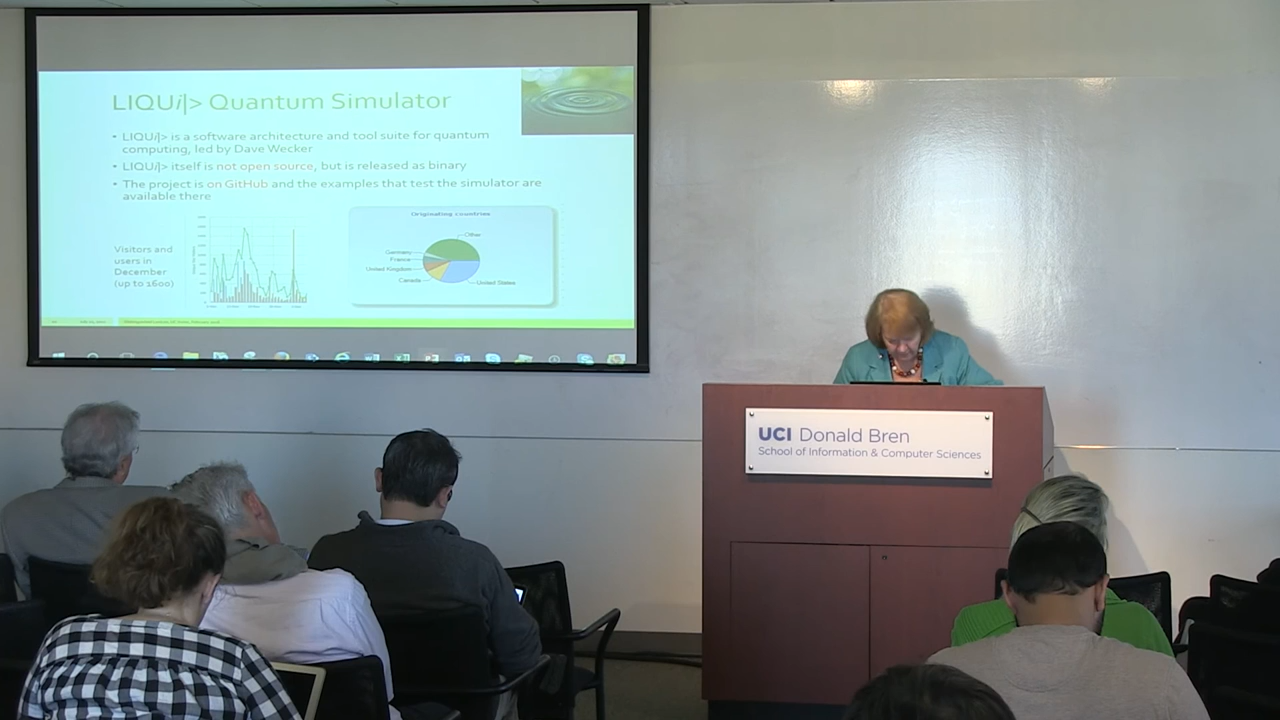 LIQUi|> Quantum Simulator
• LIQUi|> is a software architecture and tool suite for quantum
computing, led by Dave Wecker
• LIQUi|> itself is not open source, but is released as binary
• The project is on GitHub and the examples that test the simulator are
available there
Visitors and
users in
December
(up to 1600)
Originating countries
Other
Germany
France
United Kingdom
Canada
United States
UCI Donald Bren
School of Information & Computer Sciences